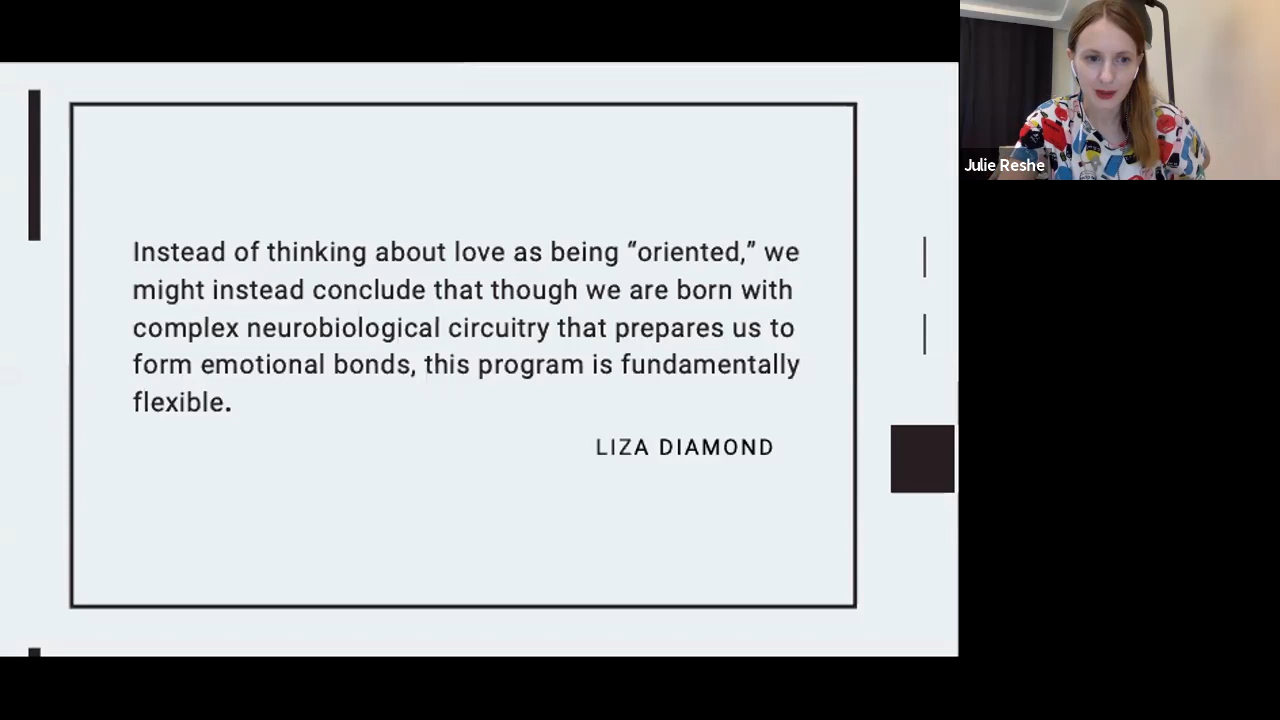 Instead of thinking about love as being “oriented,” we
might instead conclude that though we are born with
complex neurobiological circuitry that prepares us to
form emotional bonds, this program is fundamentally
flexible.
LIZA DIAMOND
Julie Reshe